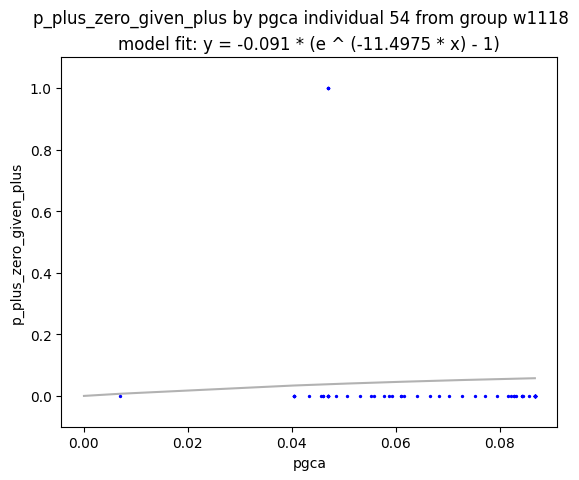 p_plus_zero_given_plus by pgca individual 54 from group w1118
model fit: y = -0.091 * (e ^ (-11.4975 * x) - 1)
1.0
0.8
0.6
0.4
0.2
0.0
p_plus_zero_given_plus
0.00 0.02 0.04 0.06 0.08
pgca